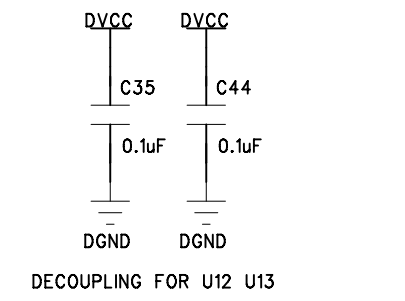 DVCC DVCC
C35 C44
0.1uF 0.1uF
DGND DGND
DECOUPLING FOR U12 U13